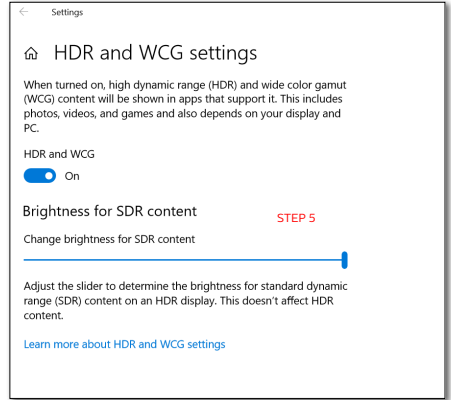 Settings
HDR and WCG settings
When turned on, high dynamic range (HDR) and wide color gamut
(WCG) content will be shown in apps that support it. This includes
photos, videos, and games and also depends on your display and
PC.
HDR and WCG
On
Brightness for SDR content
STEP 5
Change brightness for SDR content
Adjust the slider to determine the brightness for standard dynamic
range (SDR) content on an HDR display. This doesn't affect HDR
content.
Learn more about HDR and WCG settings